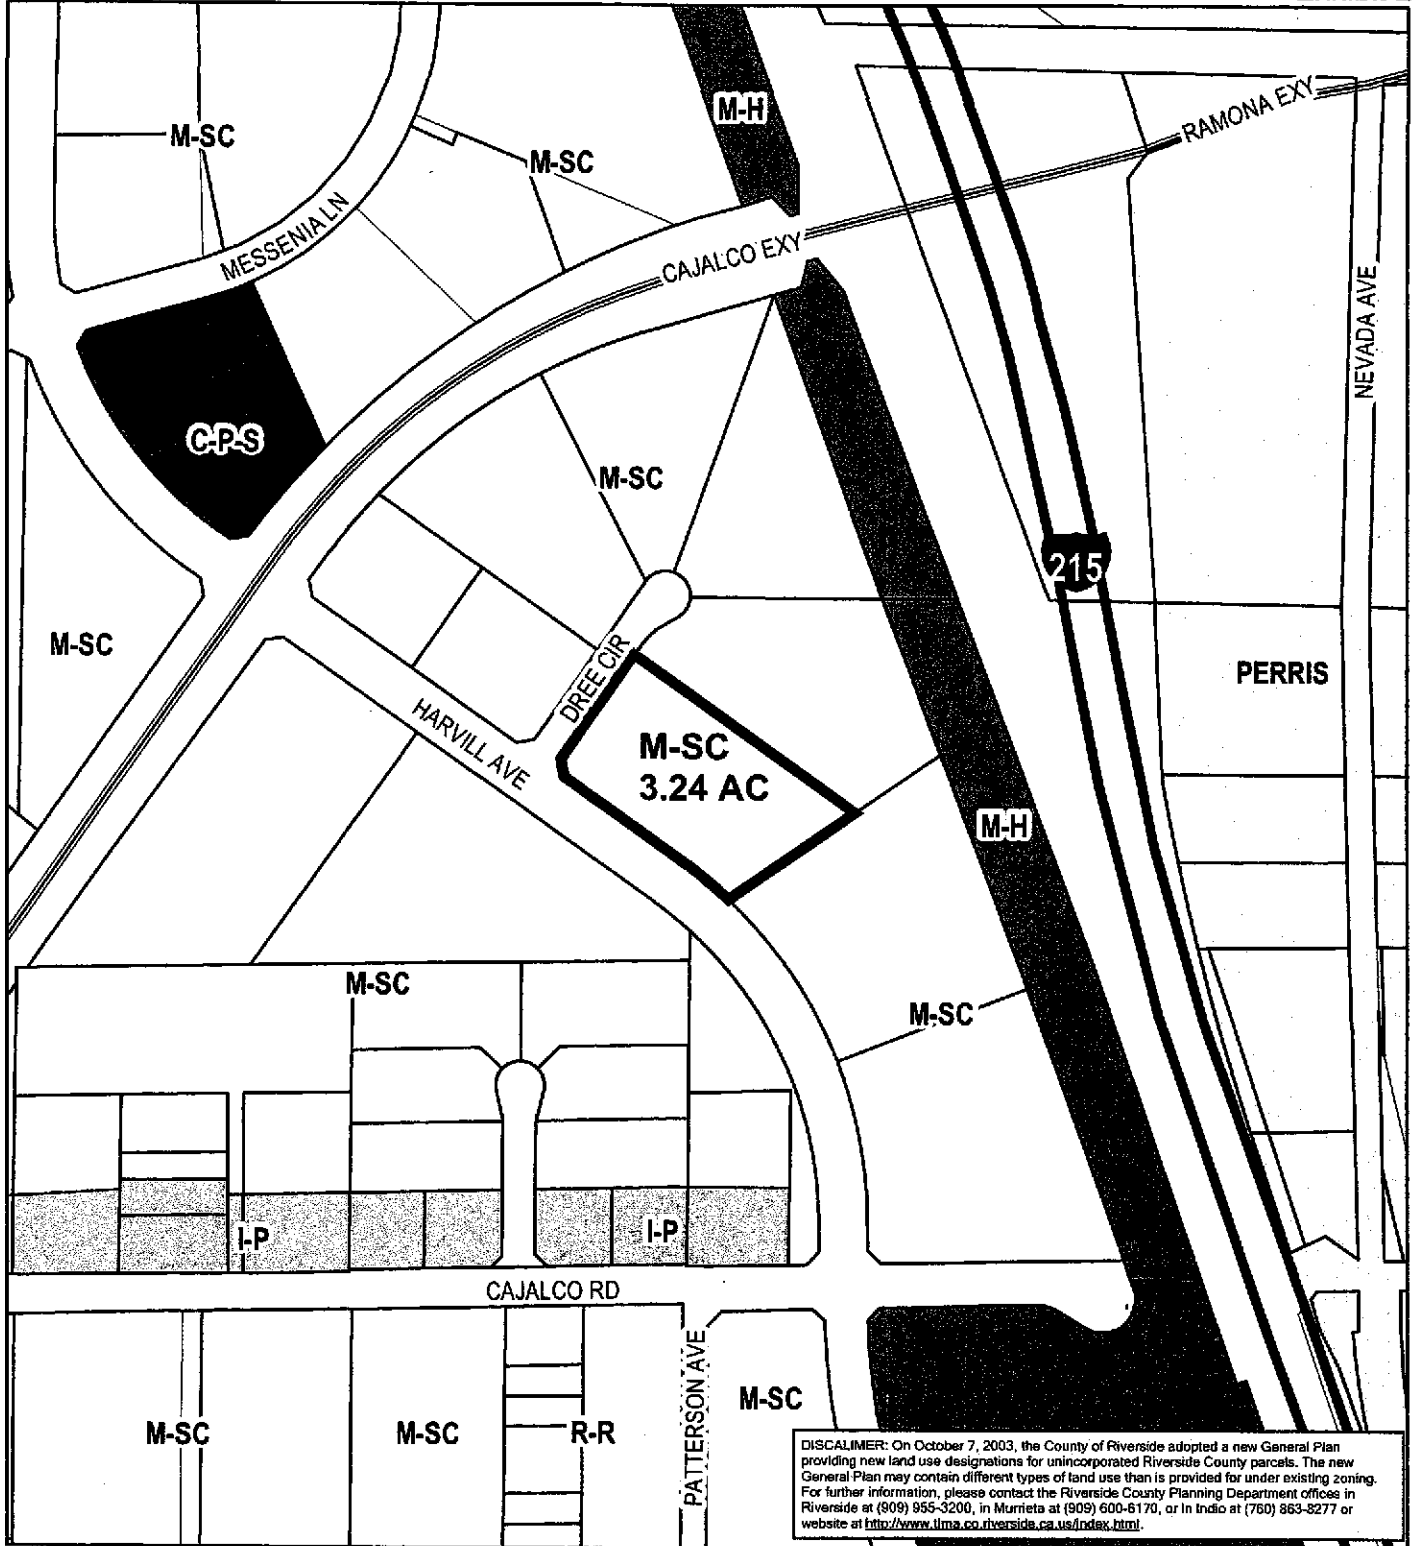 M-H
RAMONA EXY
M-SC
M-SC
MESSENIA LN
CAJALCO EXY
NEVADA AVE
C-P-S
M-SC
215
M-SC
PERRIS
DREE CIR
HARVILL AVE
M-SC
3.24 AC
M-H
M-SC
M-SC
I-P
I-P
CAJALCO RD
PATTERSON AVE
M-SC
M-SC
M-SC
R-R
DISCALIMER: On October 7, 2003, the County of Riverside adopted a new General Plan
providing new land use designations for unincorporated Riverside County parcels. The new
General Plan may contain different types of land use than is provided for under existing zoning.
For further information, please contact the Riverside County Planning Department offices in
Riverside at (909) 955-3200, in Murrieta at (909) 600-6170, or in Indio at (760) 863-8277 or
website at http://www.tlma.co.riverside.ca.us/index.html.